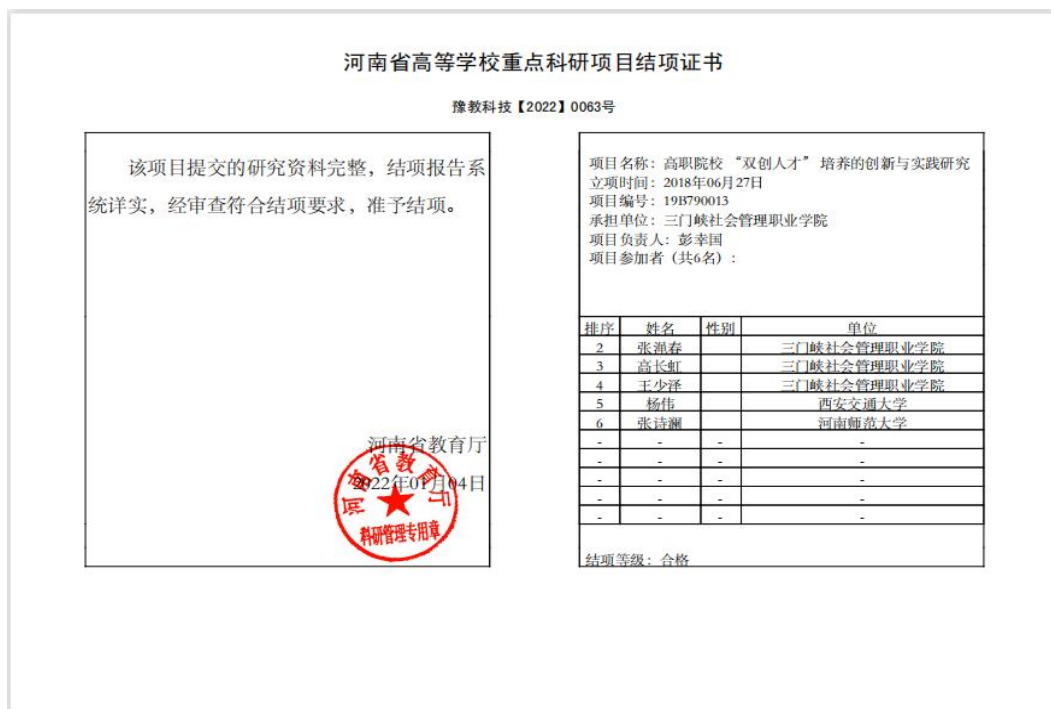 河南省高等学校重点科研项目结项证书
豫教科技【2022】0063号
该项目提交的研究资料完整，结项报告系
统详实，经审查符合结项要求，准予结项。
河南省教育厅
2022年01月04日
河南省教育厅
科研管理专用章
项目名称：高职院校 “双创人才” 培养的创新与实践研究
立项时间：2018年06月27日
项目编号：19B790013
承担单位：三门峡社会管理职业学院
项目负责人：彭幸国
项目参加者（共6名）：
排序 姓名 性别 单位
2 张渑春 三门峡社会管理职业学院
3 高长虹 三门峡社会管理职业学院
4 王少泽 三门峡社会管理职业学院
5 杨伟 西安交通大学
6 张诗澜 河南师范大学
- - - -
- - - -
- - - -
- - - -
- - - -
结项等级：合格